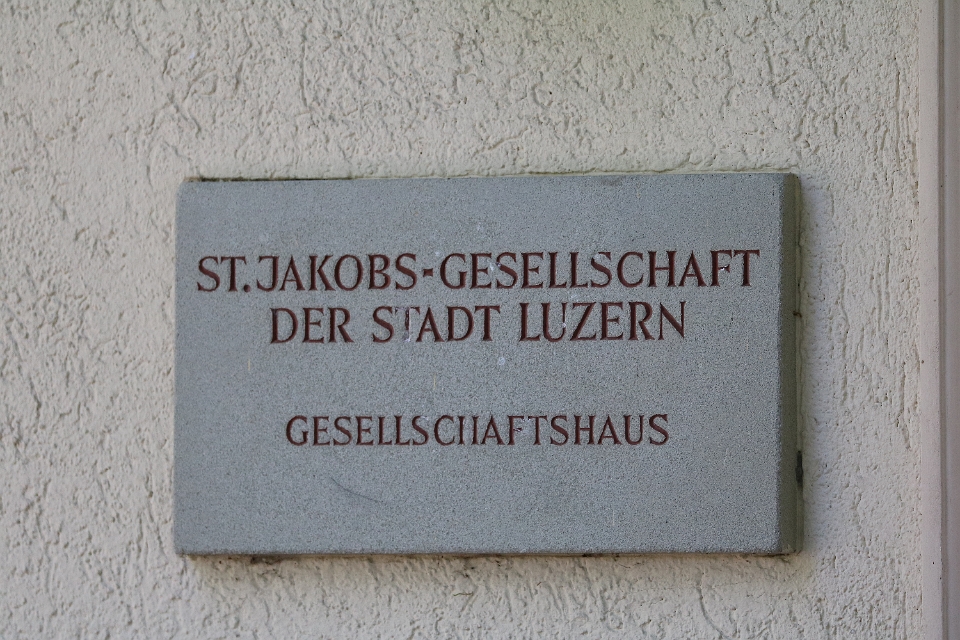 ST. JAKOBS-GESELLSCHAFT
DER STADT LUZERN
GESELLSCHAFTSHAUS